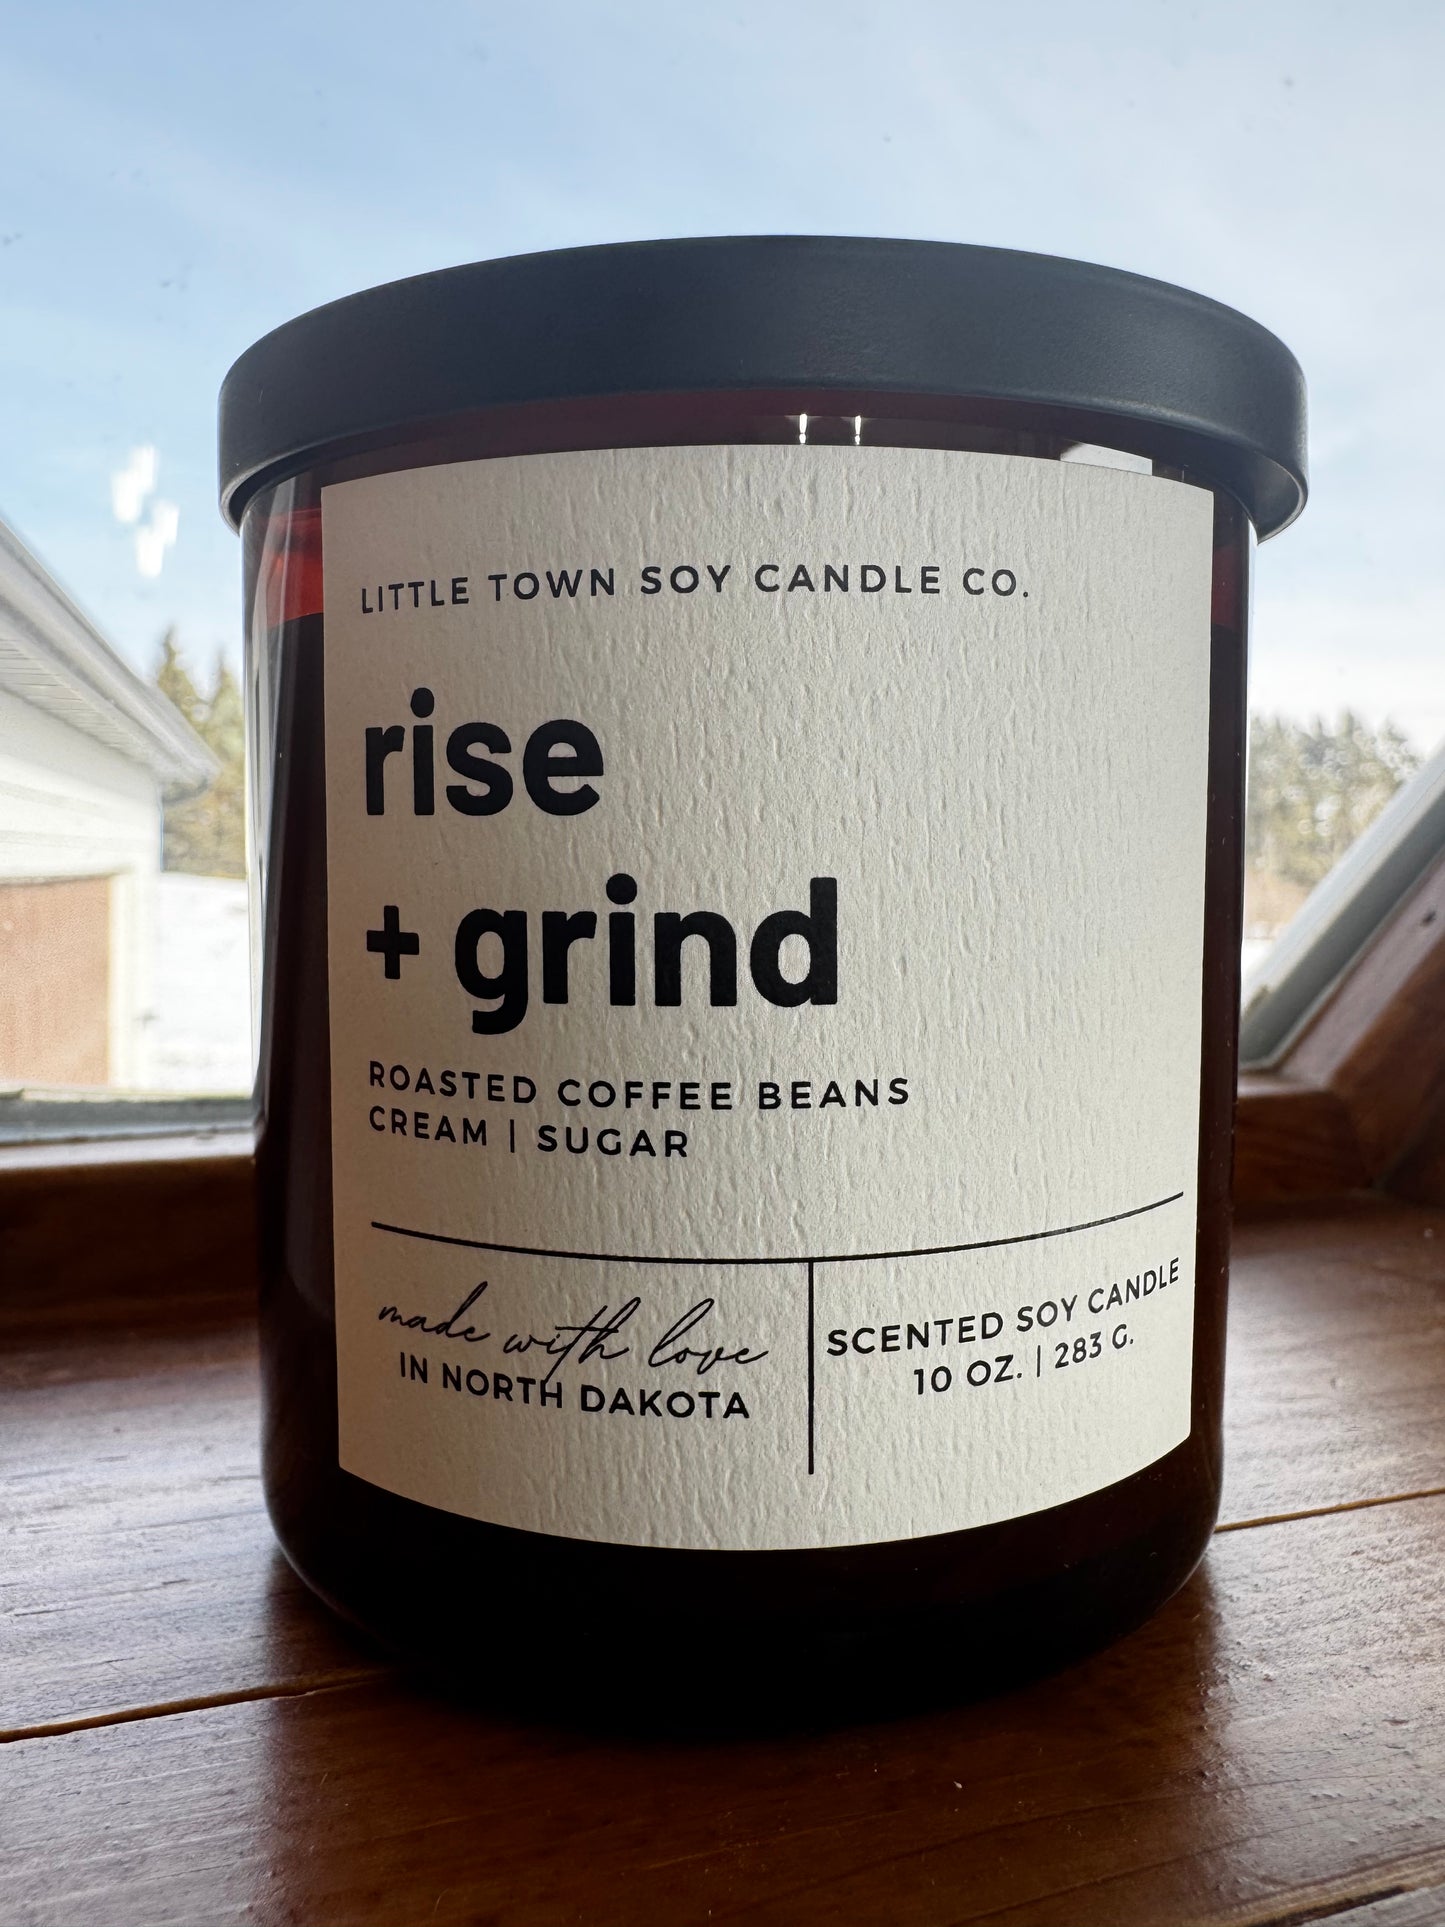 LITTLE TOWN SOY CANDLE CO.
rise
+ grind
ROASTED COFFEE BEANS
CREAM | SUGAR
made with love
IN NORTH DAKOTA
SCENTED SOY CANDLE
10 OZ. | 283 G.